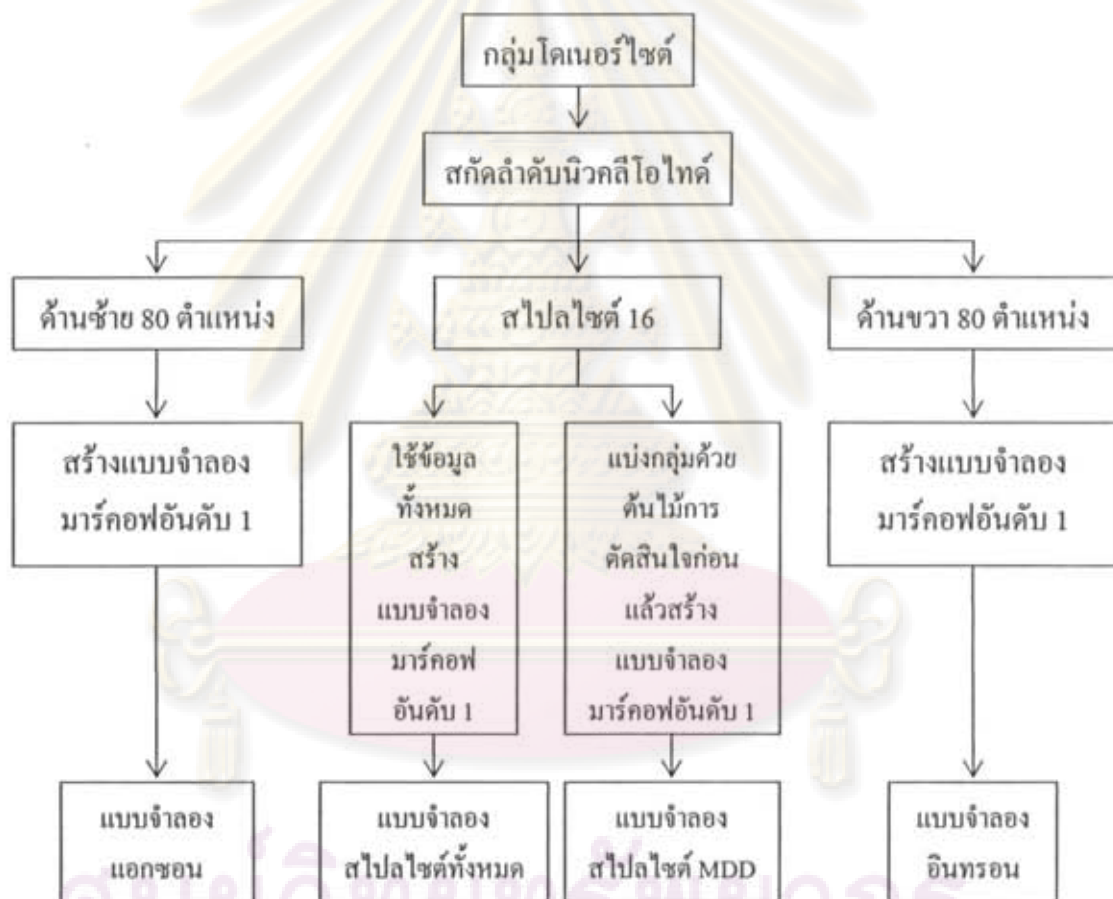 กลุ่มโดเนอร์ไซต์
สกัดลำดับนิวคลีโอไทด์
ด้านซ้าย 80 ตำแหน่ง
สไปลไซต์ 16
ด้านขวา 80 ตำแหน่ง
สร้างแบบจำลอง
มาร์คอฟอันดับ 1
ใช้ข้อมูล
ทั้งหมด
สร้าง
แบบจำลอง
มาร์คอฟ
อันดับ 1
แบ่งกลุ่มด้วย
ต้นไม้การ
ตัดสินใจก่อน
แล้วสร้าง
แบบจำลอง
มาร์คอฟอันดับ 1
สร้างแบบจำลอง
มาร์คอฟอันดับ 1
แบบจำลอง
แอกซอน
แบบจำลอง
สไปลไซต์ทั้งหมด
แบบจำลอง
สไปลไซต์ MDD
แบบจำลอง
อินทรอน